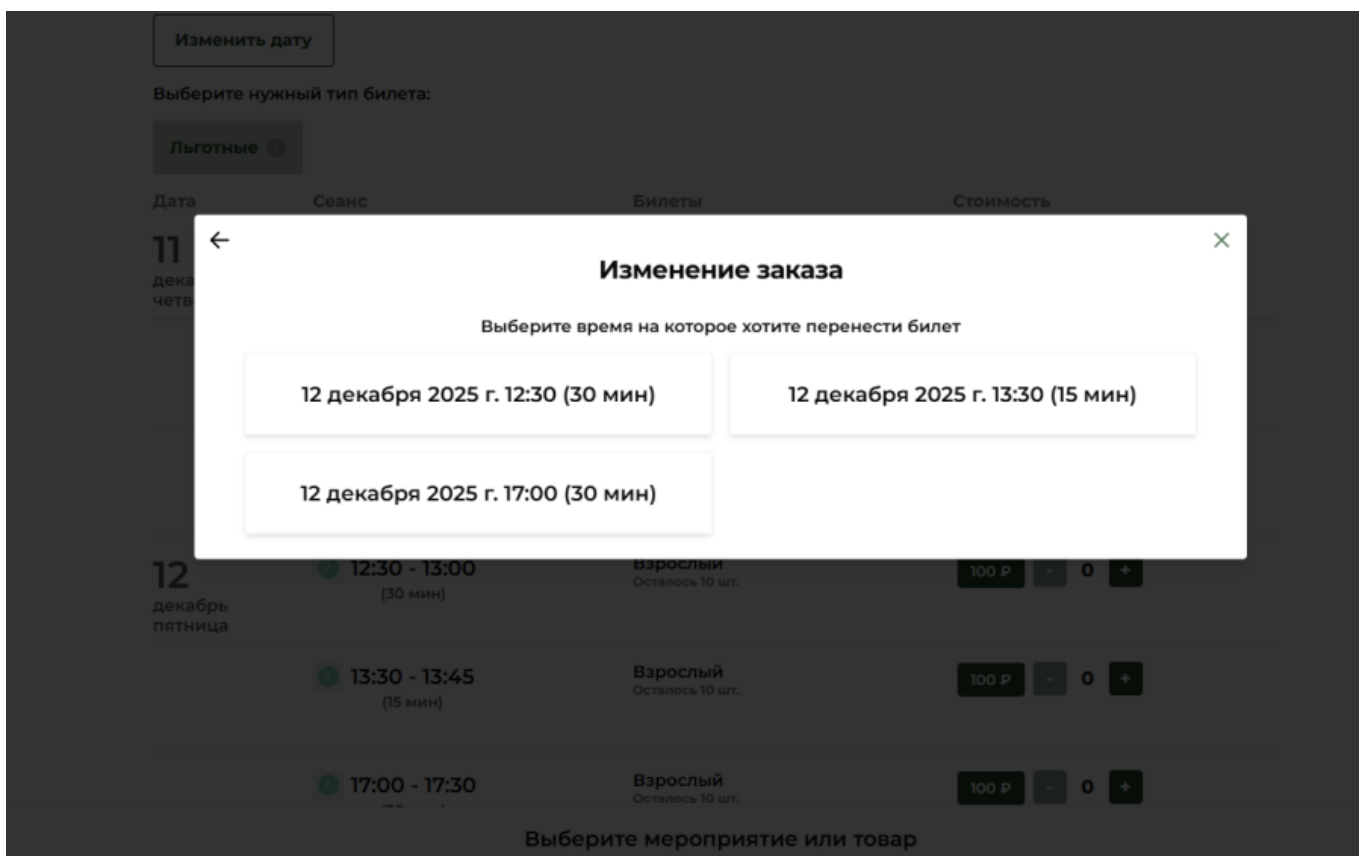 Изменить дату
Выберите нужный тип билета:
Льготные
Дата Сеанс Билеты Стоимость
11
Изменение заказа
Выберите время на которое хотите перенести билет
12 декабря 2025 г. 12:30 (30 мин) 12 декабря 2025 г. 13:30 (15 мин)
12 декабря 2025 г. 17:00 (30 мин)
12 12:30 - 13:00 Взрослый 100 ₽ - 0 +
(30 мин) Осталось 10 шт.
декабрь
пятница
13:30 - 13:45 Взрослый 100 ₽ - 0 +
(15 мин) Осталось 10 шт.
17:00 - 17:30 Взрослый 100 ₽ - 0 +
Осталось 10 шт.
Выберите мероприятие или товар